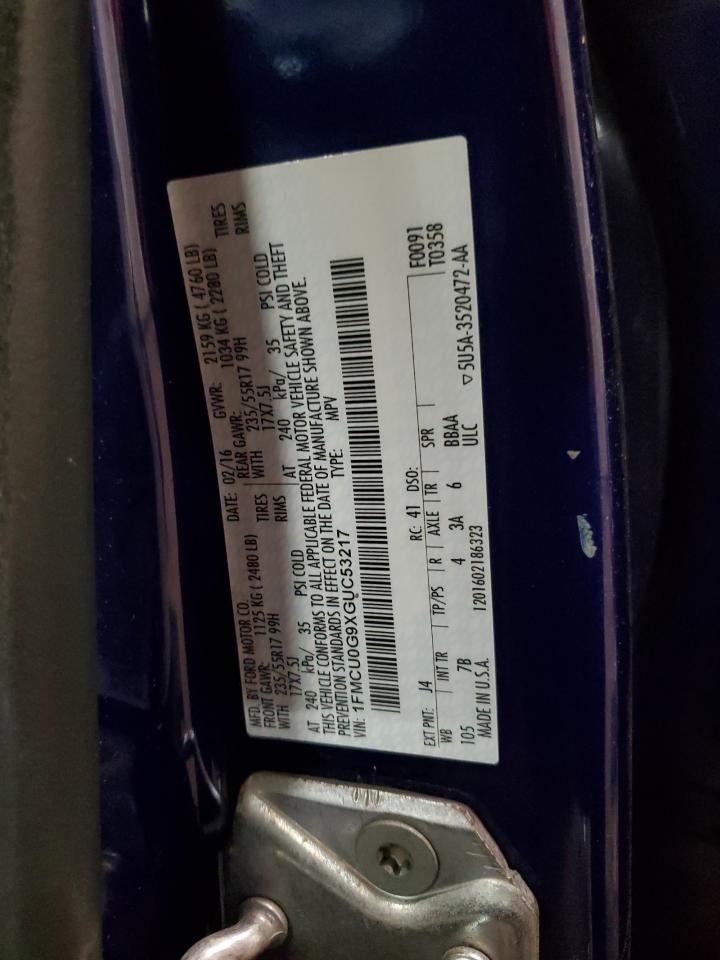 MFD. BY FORD MOTOR CO. DATE: 02/16 GVWR: 2159 KG ( 4760 LB)
FRONT GAWR: 1125 KG ( 2480 LB) REAR GAWR: 1034 KG ( 2280 LB)
WITH 235/55R17 99H TIRES WITH 235/55R17 99H TIRES
17X7.5J RIMS 17X7.5J RIMS
AT 240 kPa/ 35 PSI COLD AT 240 kPa/ 35 PSI COLD
THIS VEHICLE CONFORMS TO ALL APPLICABLE FEDERAL MOTOR VEHICLE SAFETY AND THEFT
PREVENTION STANDARDS IN EFFECT ON THE DATE OF MANUFACTURE SHOWN ABOVE.
VIN: 1FMCU0G9XGUC53217 TYPE: MPV
EXT PNT: J4 RC: 41 DSO: F0091
WB INT TR TP/PS R AXLE TR SPR T0358
105 7B 4 3A 6 BBAA
MADE IN U.S.A. 1201602186323 ULC ▽5U5A-3520472-AA